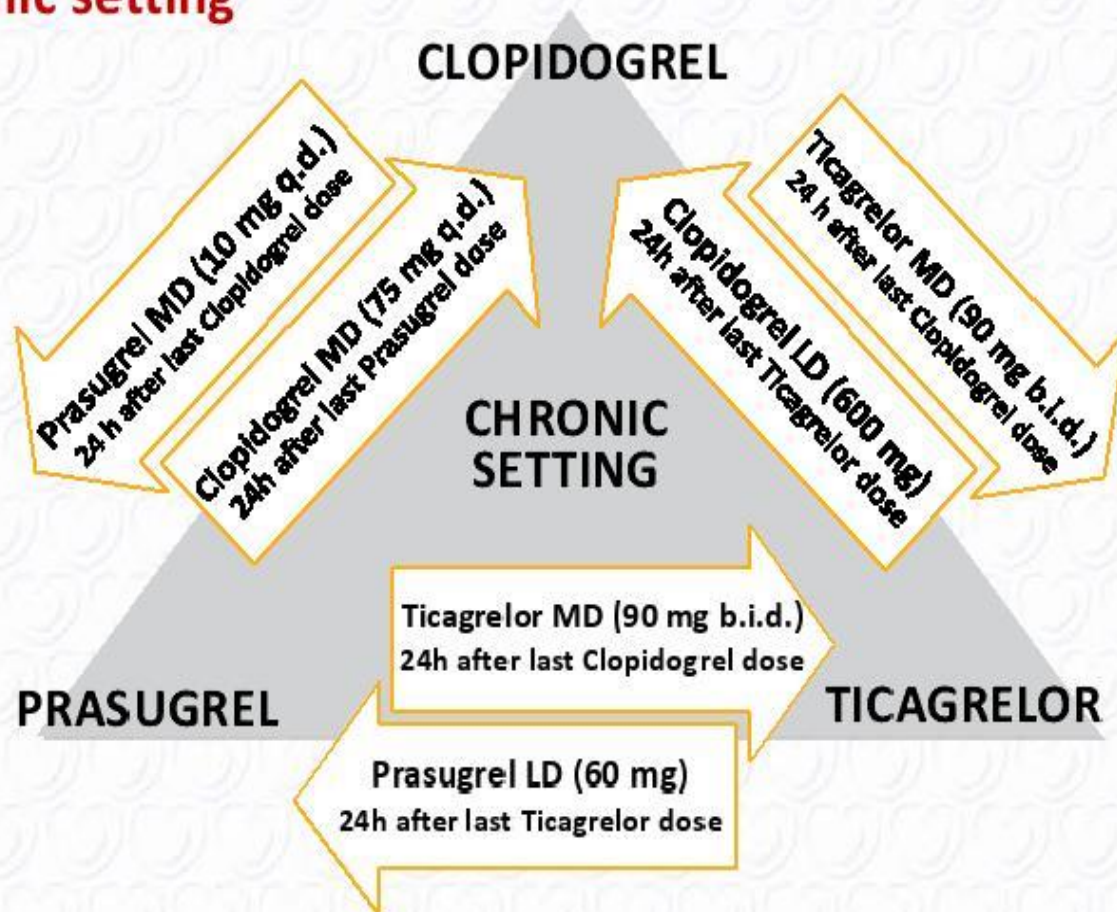 setting
CLOPIDOGREL
Prasugrel MD (10 mg q.d.)
24 h after last Clopidogrel dose
Clopidogrel MD (75 mg q.d.)
24h after last Prasugrel dose
Clopidogrel LD (600 mg)
24h after last Ticagrelor dose
Ticagrelor MD (90 mg b.i.d.)
24 h after last Clopidogrel dose
CHRONIC
SETTING
Ticagrelor MD (90 mg b.i.d.)
24h after last Clopidogrel dose
PRASUGREL
TICAGRELOR
Prasugrel LD (60 mg)
24h after last Ticagrelor dose